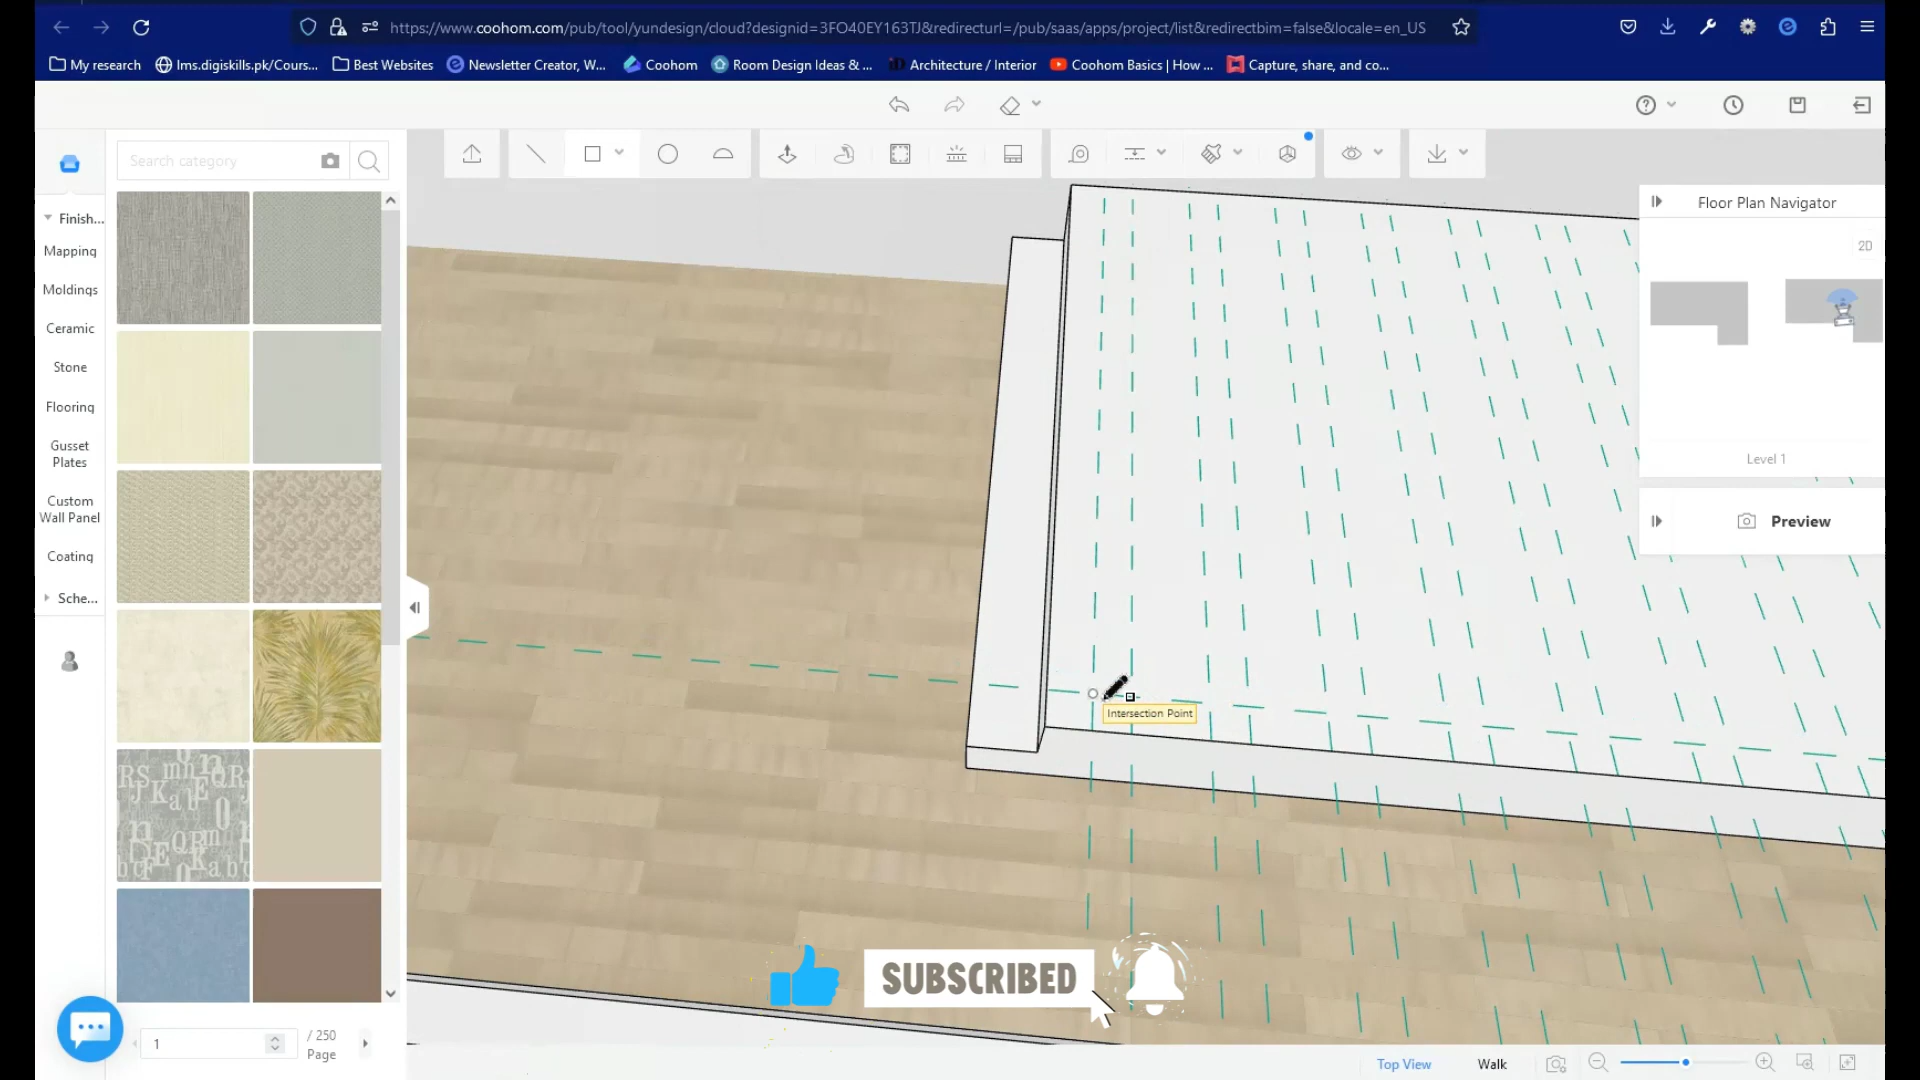 https://www.coohom.com/pub/tool/yundesign/cloud?designid=3FO40EY163TJ&redirecturl=/pub/saas/apps/project/list&redirectbim=false&locale=en_US
My research
lms.digiskills.pk/Cours...
Best Websites
Newsletter Creator, W...
Coohom
Room Design Ideas & ...
Architecture / Interior
Coohom Basics | How ...
Capture, share, and co...
Search category
Finish...
Mapping
Moldings
Ceramic
Stone
Flooring
Gusset
Plates
Custom
Wall Panel
Coating
Sche...
Floor Plan Navigator
2D
Level 1
Preview
Intersection Point
SUBSCRIBED
1
/ 250
Page
Top View
Walk